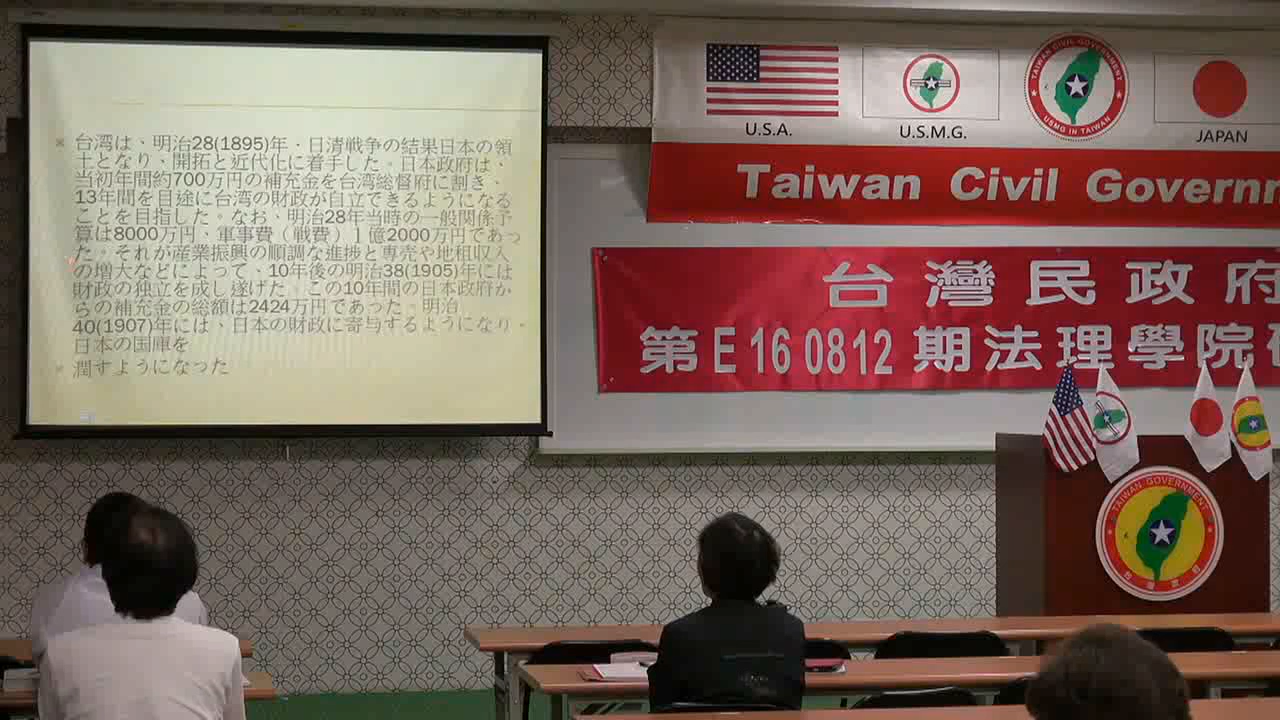 台湾は、明治28(1895)年・日清戦争の結果日本の領
土となり、開拓と近代化に着手した。日本政府は、
当初年間約700万円の補充金を台湾総督府に割き、
13年間を目途に台湾の財政が自立できるようになる
ことを目指した。なお、明治28年当時の一般関係予
算は8000万円、軍事費（戦費）1億2000万円であっ
た。それが産業振興の順調な進捗と専売や地租収入
の増大などによって、10年後の明治38(1905)年には
財政の独立を成し遂げた、この10年間の日本政府か
らの補充金の総額は2424万円であった・明治
40(1907)年には、日本の財政に寄与するようになり・
日本の国庫を
潤すようになった
U.S.A.
U.S.M.G.
TAIWAN CIVIL GOVERNMENT
USMG IN TAIWAN
JAPAN
Taiwan Civil Govern
台灣民政府
第E160812期法理學院
TAIWAN GOVERNMENT